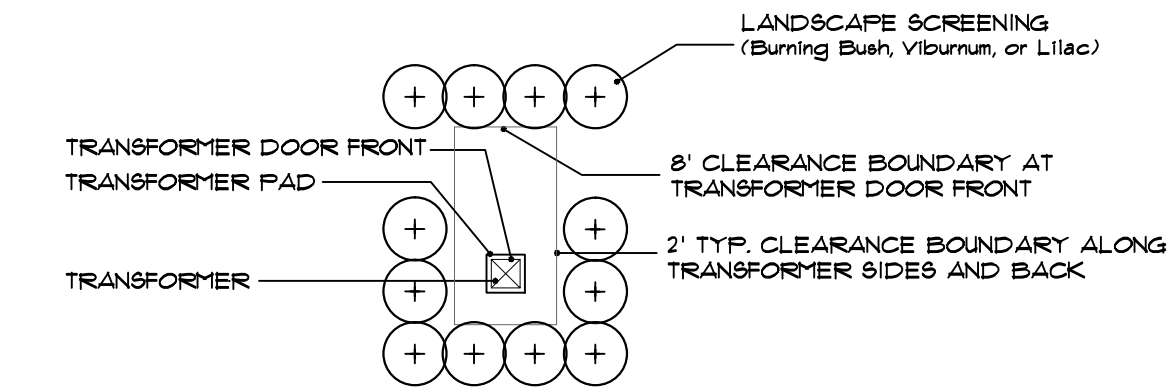 LANDSCAPE SCREENING
(Burning Bush, Viburnum, or Lilac)
TRANSFORMER DOOR FRONT
TRANSFORMER PAD
8' CLEARANCE BOUNDARY AT
TRANSFORMER DOOR FRONT
2' TYP. CLEARANCE BOUNDARY ALONG
TRANSFORMER SIDES AND BACK
TRANSFORMER